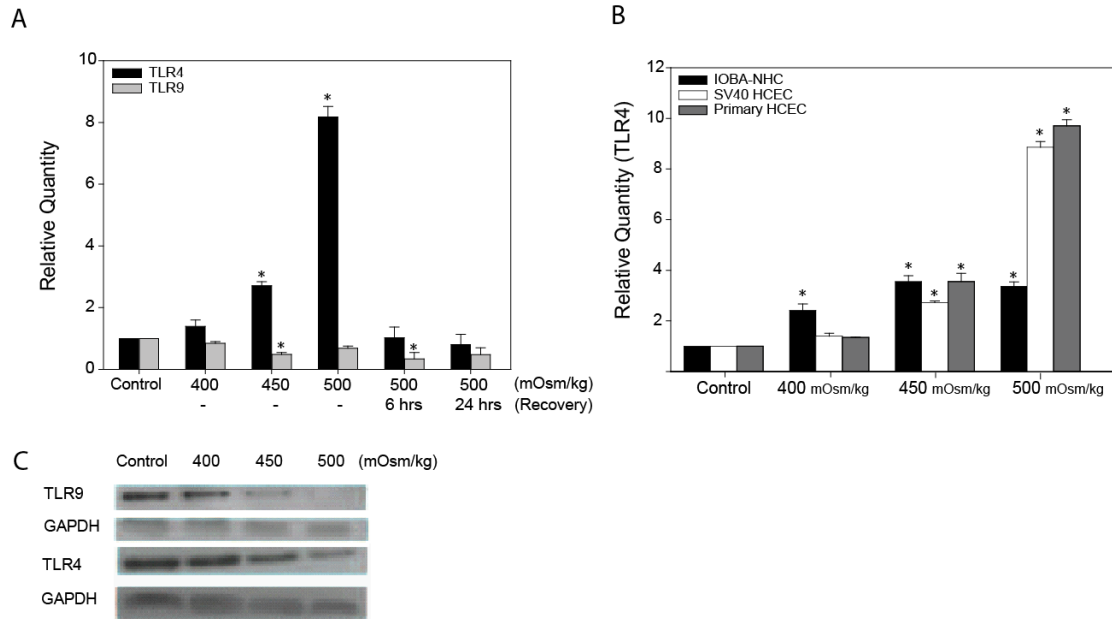 A
Relative Quantity
10
8
6
4
2
0
TLR4
TLR9
*
*
*
*
Control 400 450 500 500 500 (mOsm/kg)
- - - 6 hrs 24 hrs (Recovery)
B
Relative Quantity (TLR4)
12
10
8
6
4
2
IOBA-NHC
SV40 HCEC
Primary HCEC
*
*
*
*
*
*
*
Control 400 mOsm/kg 450 mOsm/kg 500 mOsm/kg
C
Control 400 450 500 (mOsm/kg)
TLR9
GAPDH
TLR4
GAPDH